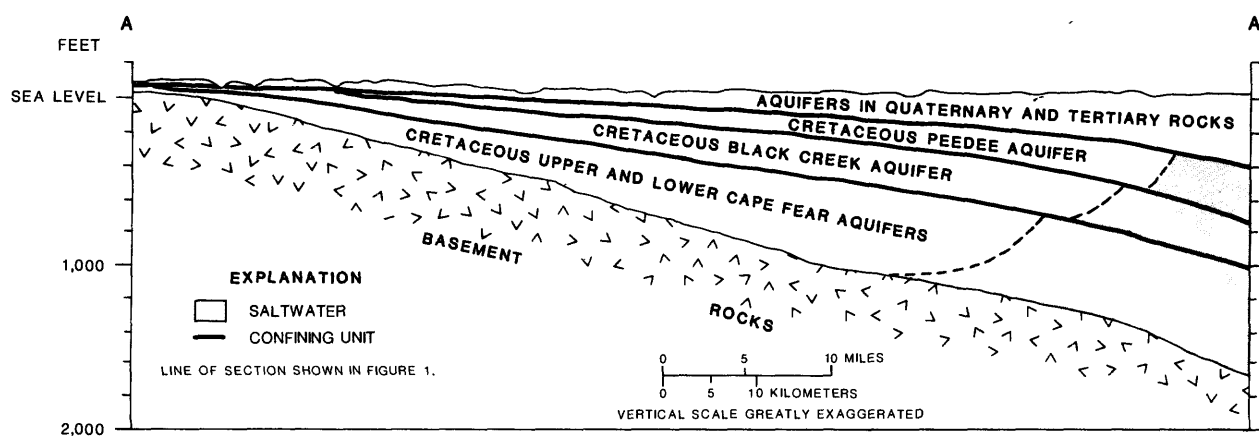 A
A
FEET
SEA LEVEL
AQUIFERS IN QUATERNARY AND TERTIARY ROCKS
CRETACEOUS PEEDEE AQUIFER
CRETACEOUS BLACK CREEK AQUIFER
CRETACEOUS UPPER AND LOWER CAPE FEAR AQUIFERS
BASEMENT
ROCKS
1,000
EXPLANATION
SALTWATER
CONFINING UNIT
LINE OF SECTION SHOWN IN FIGURE 1.
0 5 10 MILES
0 5 10 KILOMETERS
VERTICAL SCALE GREATLY EXAGGERATED
2,000